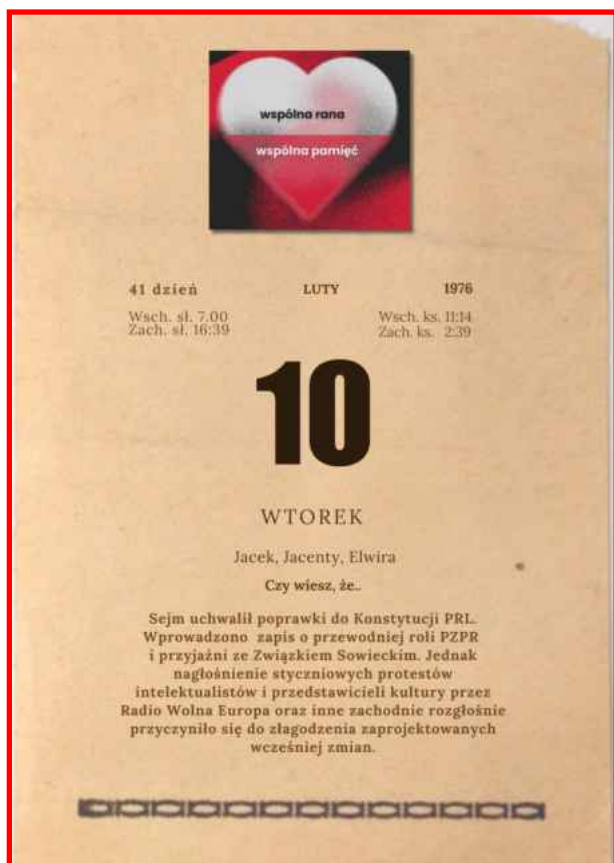 wspólna rana
wspólna pamięć
41 dzień LUTY 1976
Wsch. sł. 7.00 Wsch. ks. 11:14
Zach. sł. 16:39 Zach. ks. 2:39
10
WTOREK
Jacek, Jacenty, Elwira
Czy wiesz, że..
Sejm uchwalił poprawki do Konstytucji PRL.
Wprowadzono zapis o przewodniej roli PZPR
i przyjaźni ze Związkiem Sowieckim. Jednak
nagłośnienie styczniowych protestów
intelektualistów i przedstawicieli kultury przez
Radio Wolna Europa oraz inne zachodnie rozgłośnie
przyczyniło się do złagodzenia zaprojektowanych
wcześniej zmian.